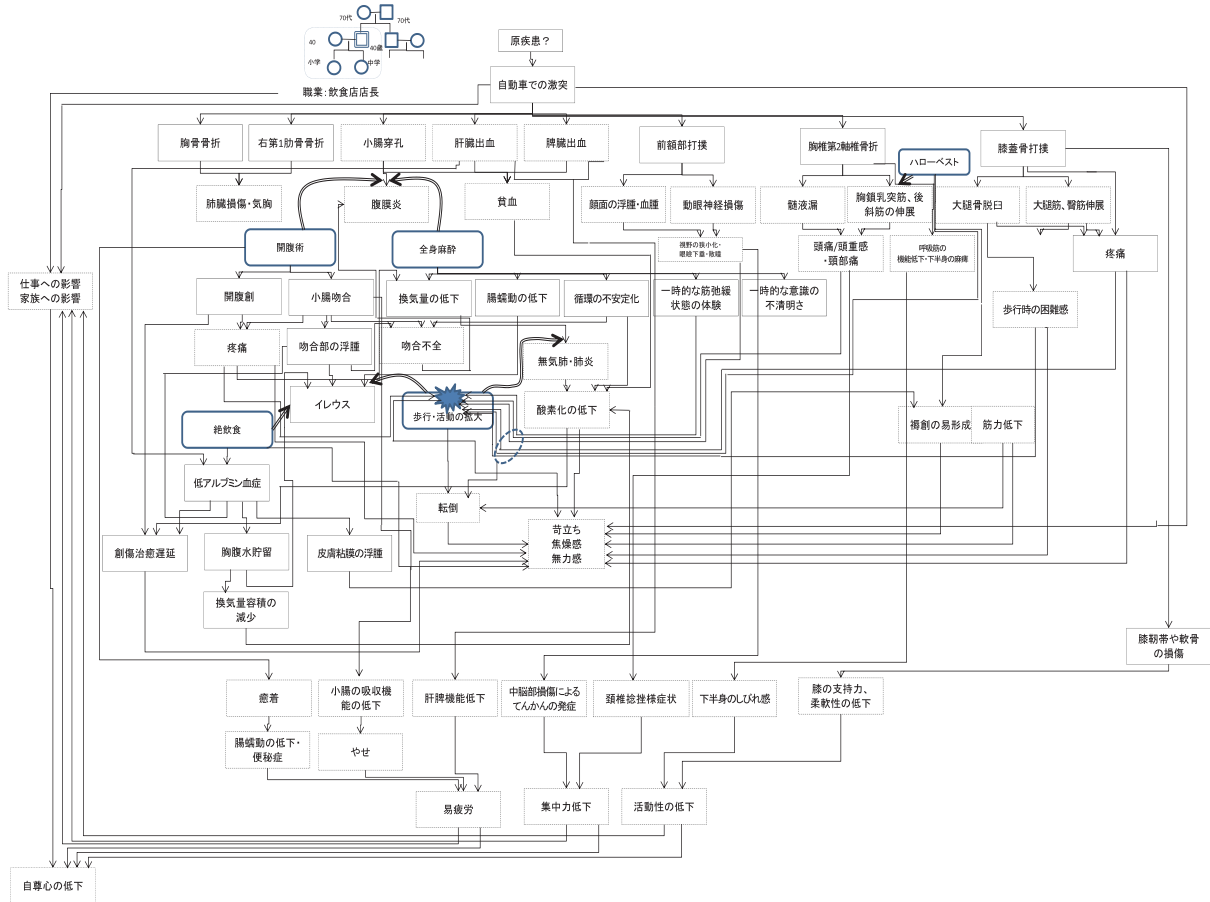 70代
70代
40
40歳
小学
中学
職業：飲食店店長
原疾患？
自動車での激突
胸骨骨折
右第1肋骨骨折
小腸穿孔
肝臓出血
脾臓出血
前額部打撲
胸椎第2軸椎骨折
ハローベスト
膝蓋骨打撲
肺臓損傷・気胸
腹膜炎
貧血
顔面の浮腫・血腫
動眼神経損傷
髄液漏
胸鎖乳突筋、後
斜筋の伸展
大腿骨脱臼
大腿筋、臀筋伸展
開腹術
全身麻酔
視野の狭小化・
眼瞼下垂・散瞳
頭痛/頭重感
・頸部痛
呼吸筋の
機能低下・下半身の麻痺
疼痛
仕事への影響
家族への影響
開腹創
小腸吻合
換気量の低下
腸蠕動の低下
循環の不安定化
一時的な筋弛緩
状態の体験
一時的な意識の
不清明さ
歩行時の困難感
疼痛
吻合部の浮腫
吻合不全
無気肺・肺炎
イレウス
歩行・活動の拡大
酸素化の低下
絶飲食
褥創の易形成
筋力低下
低アルブミン血症
転倒
苛立ち
焦燥感
無力感
創傷治癒遅延
胸腹水貯留
皮膚粘膜の浮腫
換気量容積の
減少
膝靭帯や軟骨
の損傷
癒着
小腸の吸収機
能の低下
肝脾機能低下
中脳部損傷による
てんかんの発症
頚椎捻挫様症状
下半身のしびれ感
膝の支持力、
柔軟性の低下
腸蠕動の低下・
便秘症
やせ
易疲労
集中力低下
活動性の低下
自尊心の低下